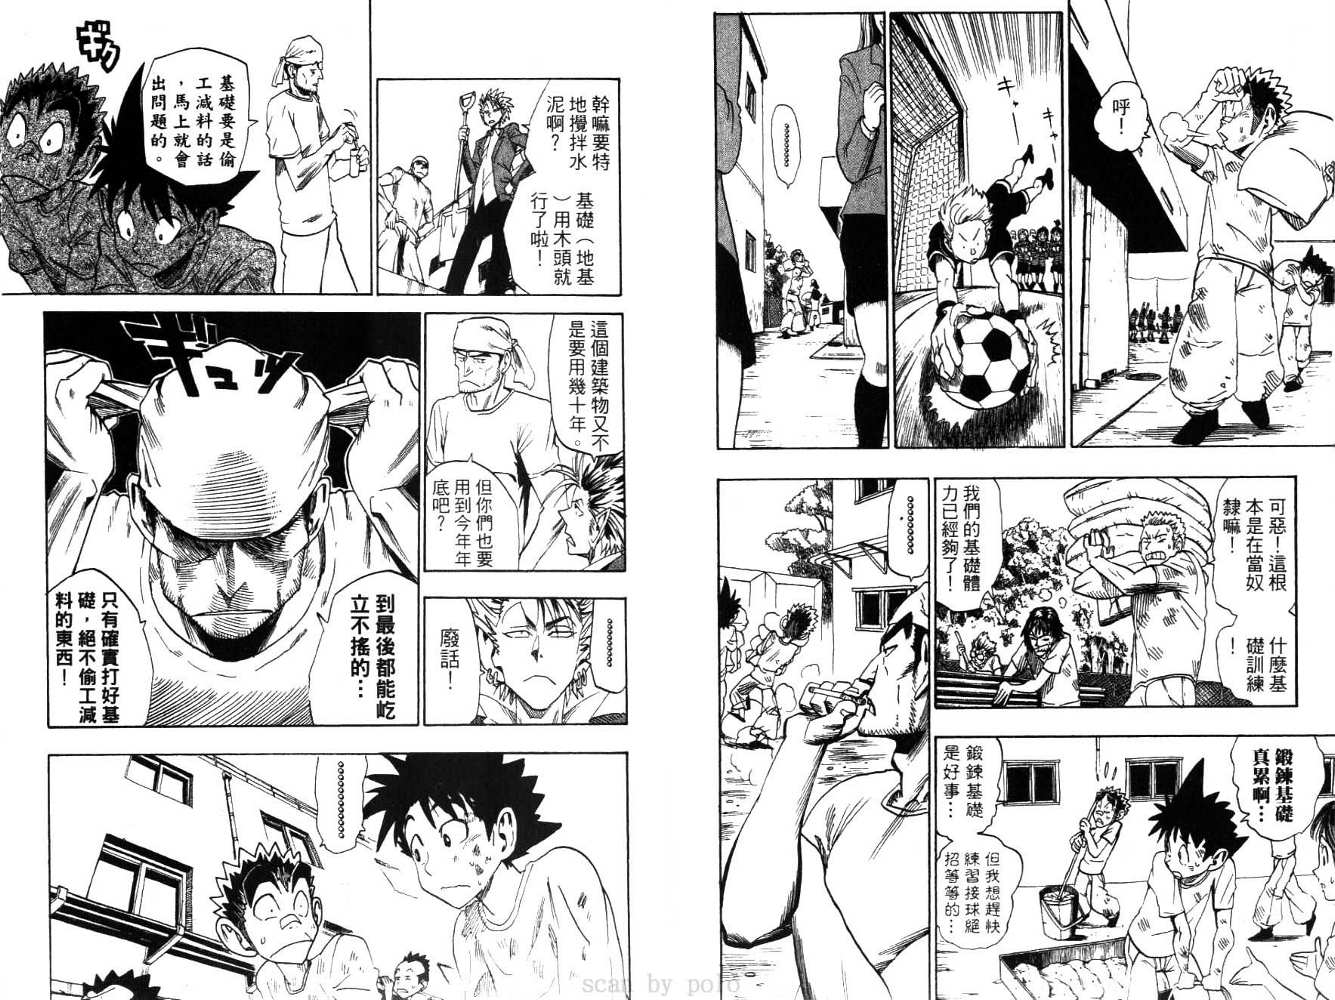 呼！
……………
可惡！這根
本是在當奴
隸嘛！
什麼基
礎訓練
！
我們的基礎體
力已經夠了！
……………
鍛鍊基礎
真累啊…
鍛鍊基礎
是好事…
但我想趕快
練習接球絕
招等等的…
幹嘛要特
地攪拌水
泥啊？
基礎（地基
）用木頭就
行了啦！
基礎要是偷
工減料的話
，馬上就會
出問題的。
ギク
這個建築物又不
是要用幾十年。
但你們也要
用到今年年
底吧？
……………
廢話！
ギュッ
到最後都能屹
立不搖的…
只有確實打好基
礎，絕不偷工減
料的東西！
……………
scan by polo